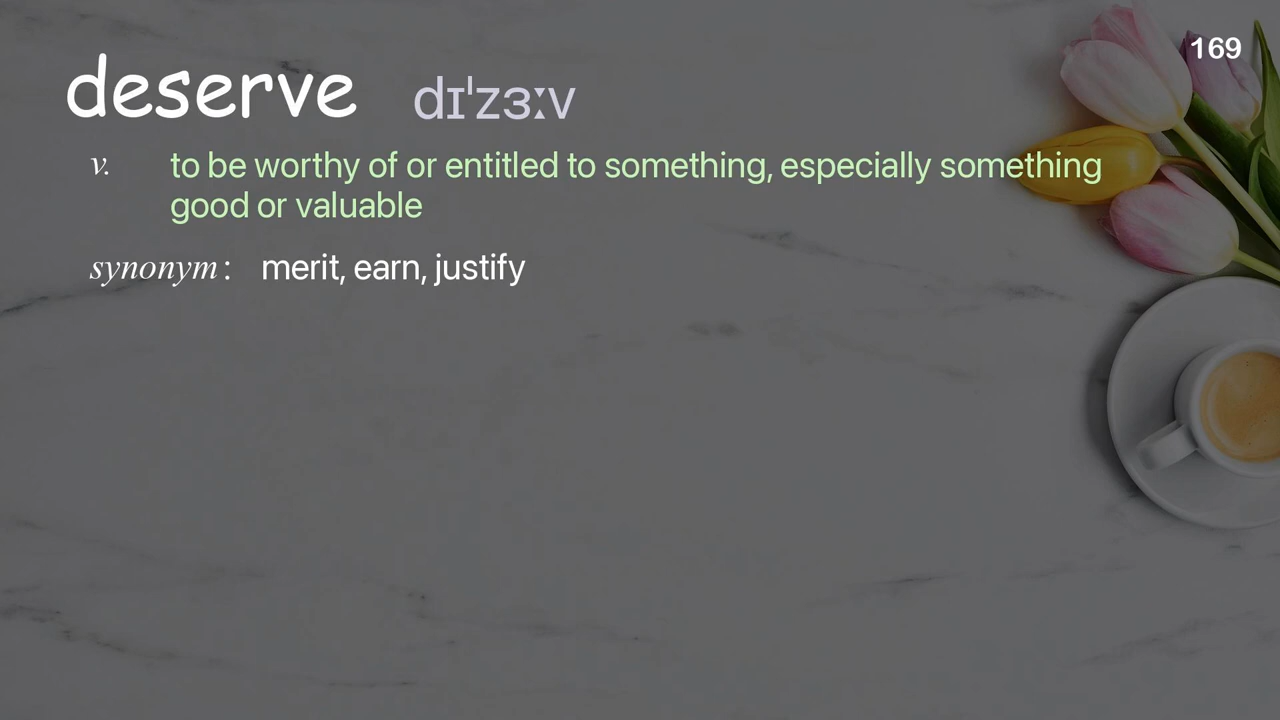 169
deserve dɪˈzɜːv
v. to be worthy of or entitled to something, especially something
good or valuable
synonym: merit, earn, justify